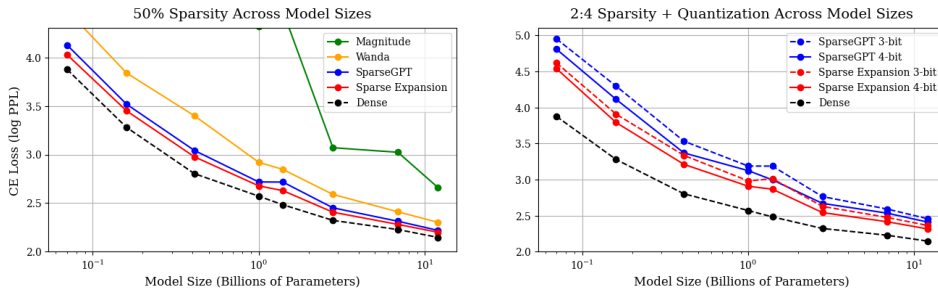 50% Sparsity Across Model Sizes
CE Loss (log PPL)
4.0
3.5
3.0
2.5
2.0
Magnitude
Wanda
SparseGPT
Sparse Expansion
Dense
10⁻¹
10⁰
10¹
Model Size (Billions of Parameters)
2:4 Sparsity + Quantization Across Model Sizes
5.0
4.5
4.0
3.5
3.0
2.5
2.0
SparseGPT 3-bit
SparseGPT 4-bit
Sparse Expansion 3-bit
Sparse Expansion 4-bit
Dense
10⁻¹
10⁰
10¹
Model Size (Billions of Parameters)